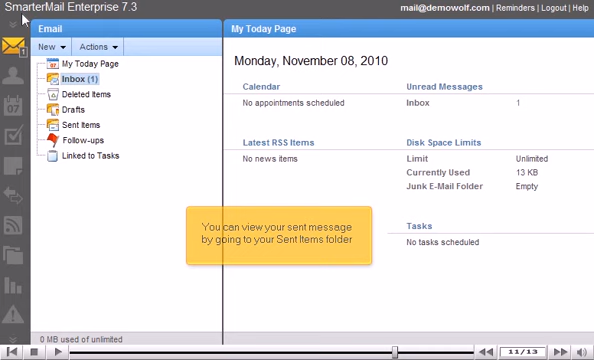 SmarterMail Enterprise 7.3
mail@demowolf.com | Reminders | Logout | Help
Email
My Today Page
New
Actions
My Today Page
Inbox (1)
Deleted Items
Drafts
Sent Items
Follow-ups
Linked to Tasks
Monday, November 08, 2010
Calendar
No appointments scheduled
Unread Messages
Inbox 1
Latest RSS Items
No news items
Disk Space Limits
Limit Unlimited
Currently Used 13 KB
Junk E-Mail Folder Empty
Tasks
No tasks scheduled
You can view your sent message
by going to your Sent Items folder
0 MB used of unlimited
11/13
1
07